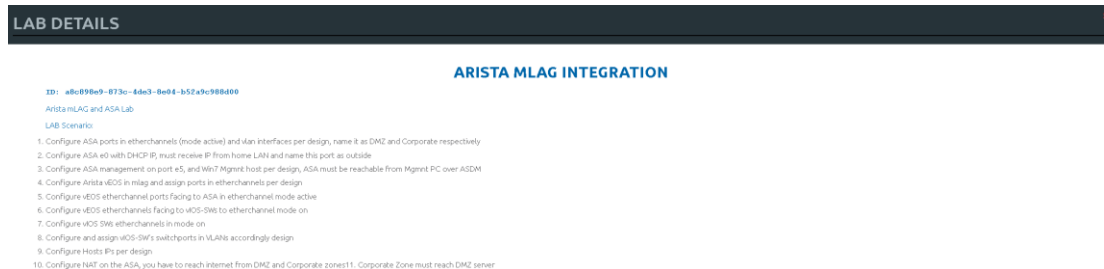 LAB DETAILS
ARISTA MLAG INTEGRATION
ID: a8c898e9-873c-4de3-8e04-b52a9c988d00
Arista mLAG and ASA Lab
LAB Scenario:
1. Configure ASA ports in etherchannels (mode active) and vlan interfaces per design, name it as DMZ and Corporate respectively
2. Configure ASA e0 with DHCP IP, must receive IP from home LAN and name this port as outside
3. Configure ASA management on port e5, and Win7 Mgmnt host per design, ASA must be reachable from Mgmnt PC over ASDM
4. Configure Arista vEOS in mlag and assign ports in etherchannels per design
5. Configure vEOS etherchannel ports facing to ASA in etherchannel mode active
6. Configure vEOS etherchannels facing to vIOS-SWs to etherchannel mode on
7. Configure vIOS SWs etherchannels in mode on
8. Configure and assign vIOS-SW's switchports in VLANs accordingly design
9. Configure Hosts IPs per design
10. Configure NAT on the ASA, you have to reach internet from DMZ and Corporate zones11. Corporate Zone must reach DMZ server